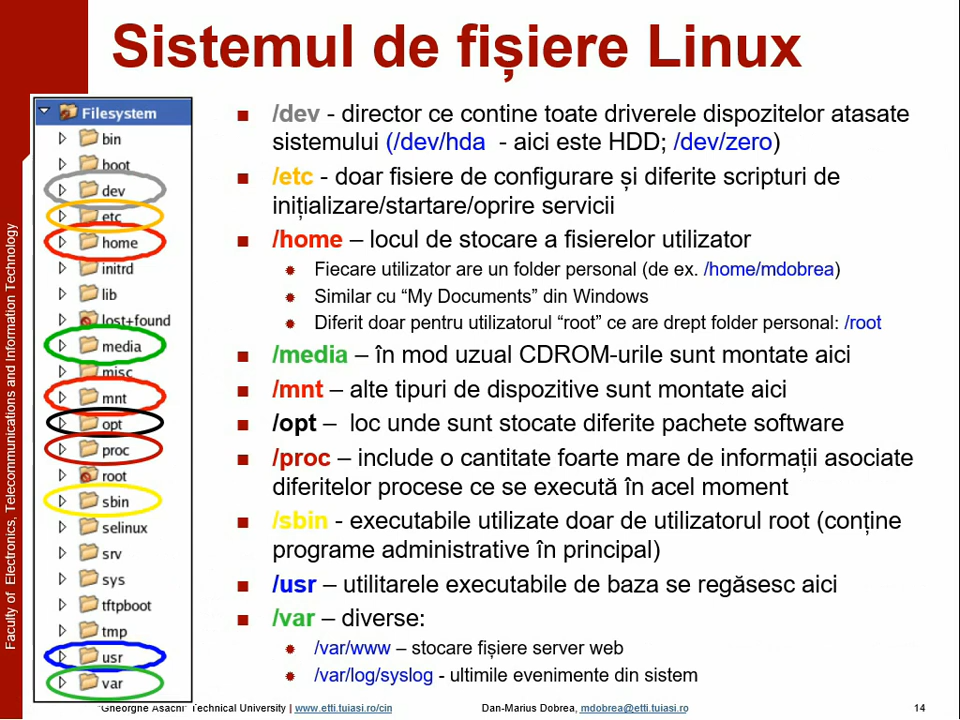 Sistemul de fișiere Linux
Faculty of Electronics, Telecommunications and Information Technology
Filesystem
bin
boot
dev
etc
home
initrd
lib
lost+found
media
misc
mnt
opt
proc
root
sbin
selinux
srv
sys
tftpboot
tmp
usr
var
/dev - director ce contine toate driverele dispozitelor atasate
sistemului (/dev/hda - aici este HDD; /dev/zero)
/etc - doar fisiere de configurare și diferite scripturi de
inițializare/startare/oprire servicii
/home – locul de stocare a fisierelor utilizator
Fiecare utilizator are un folder personal (de ex. /home/mdobrea)
Similar cu “My Documents” din Windows
Diferit doar pentru utilizatorul “root” ce are drept folder personal: /root
/media – în mod uzual CDROM-urile sunt montate aici
/mnt – alte tipuri de dispozitive sunt montate aici
/opt – loc unde sunt stocate diferite pachete software
/proc – include o cantitate foarte mare de informații asociate
diferitelor procese ce se execută în acel moment
/sbin - executabile utilizate doar de utilizatorul root (conține
programe administrative în principal)
/usr – utilitarele executabile de baza se regăsesc aici
/var – diverse:
/var/www – stocare fișiere server web
/var/log/syslog - ultimile evenimente din sistem
"Gheorghe Asachi" Technical University | www.etti.tuiasi.ro/cin
Dan-Marius Dobrea, mdobrea@etti.tuiasi.ro
14